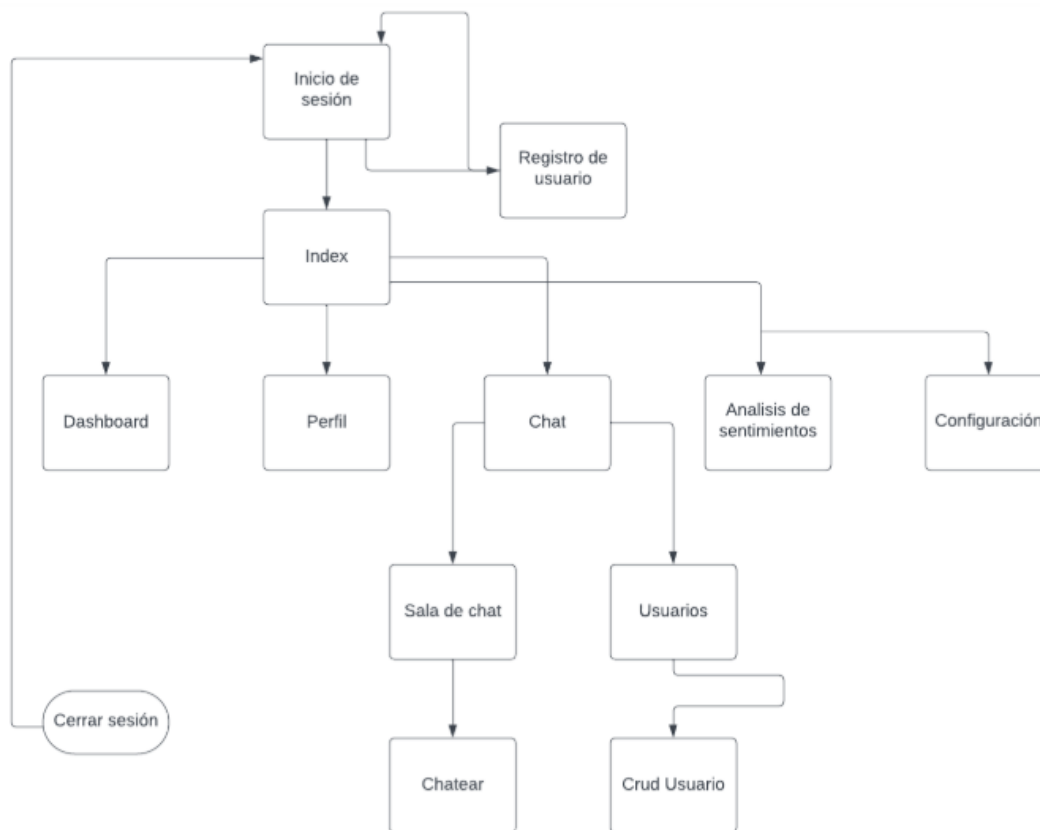 Inicio de
sesión
Registro de
usuario
Index
Dashboard
Perfil
Chat
Analisis de
sentimientos
Configuración
Sala de chat
Usuarios
Cerrar sesión
Chatear
Crud Usuario